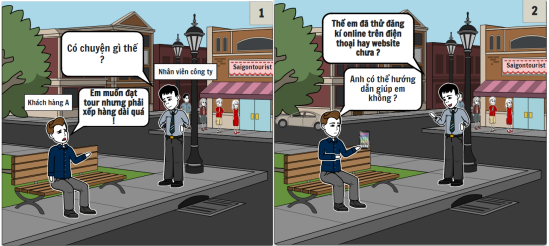 1
Có chuyện gì thế
?
Nhân viên công ty
Saigontourist
Khách hàng A
Em muốn đạt
tour nhưng phải
xếp hàng dài quá
!
2
Thế em đã thử đăng
kí online trên điện
thoại hay website
chưa ?
Saigontourist
Anh có thể hướng
dẫn giúp em
không ?